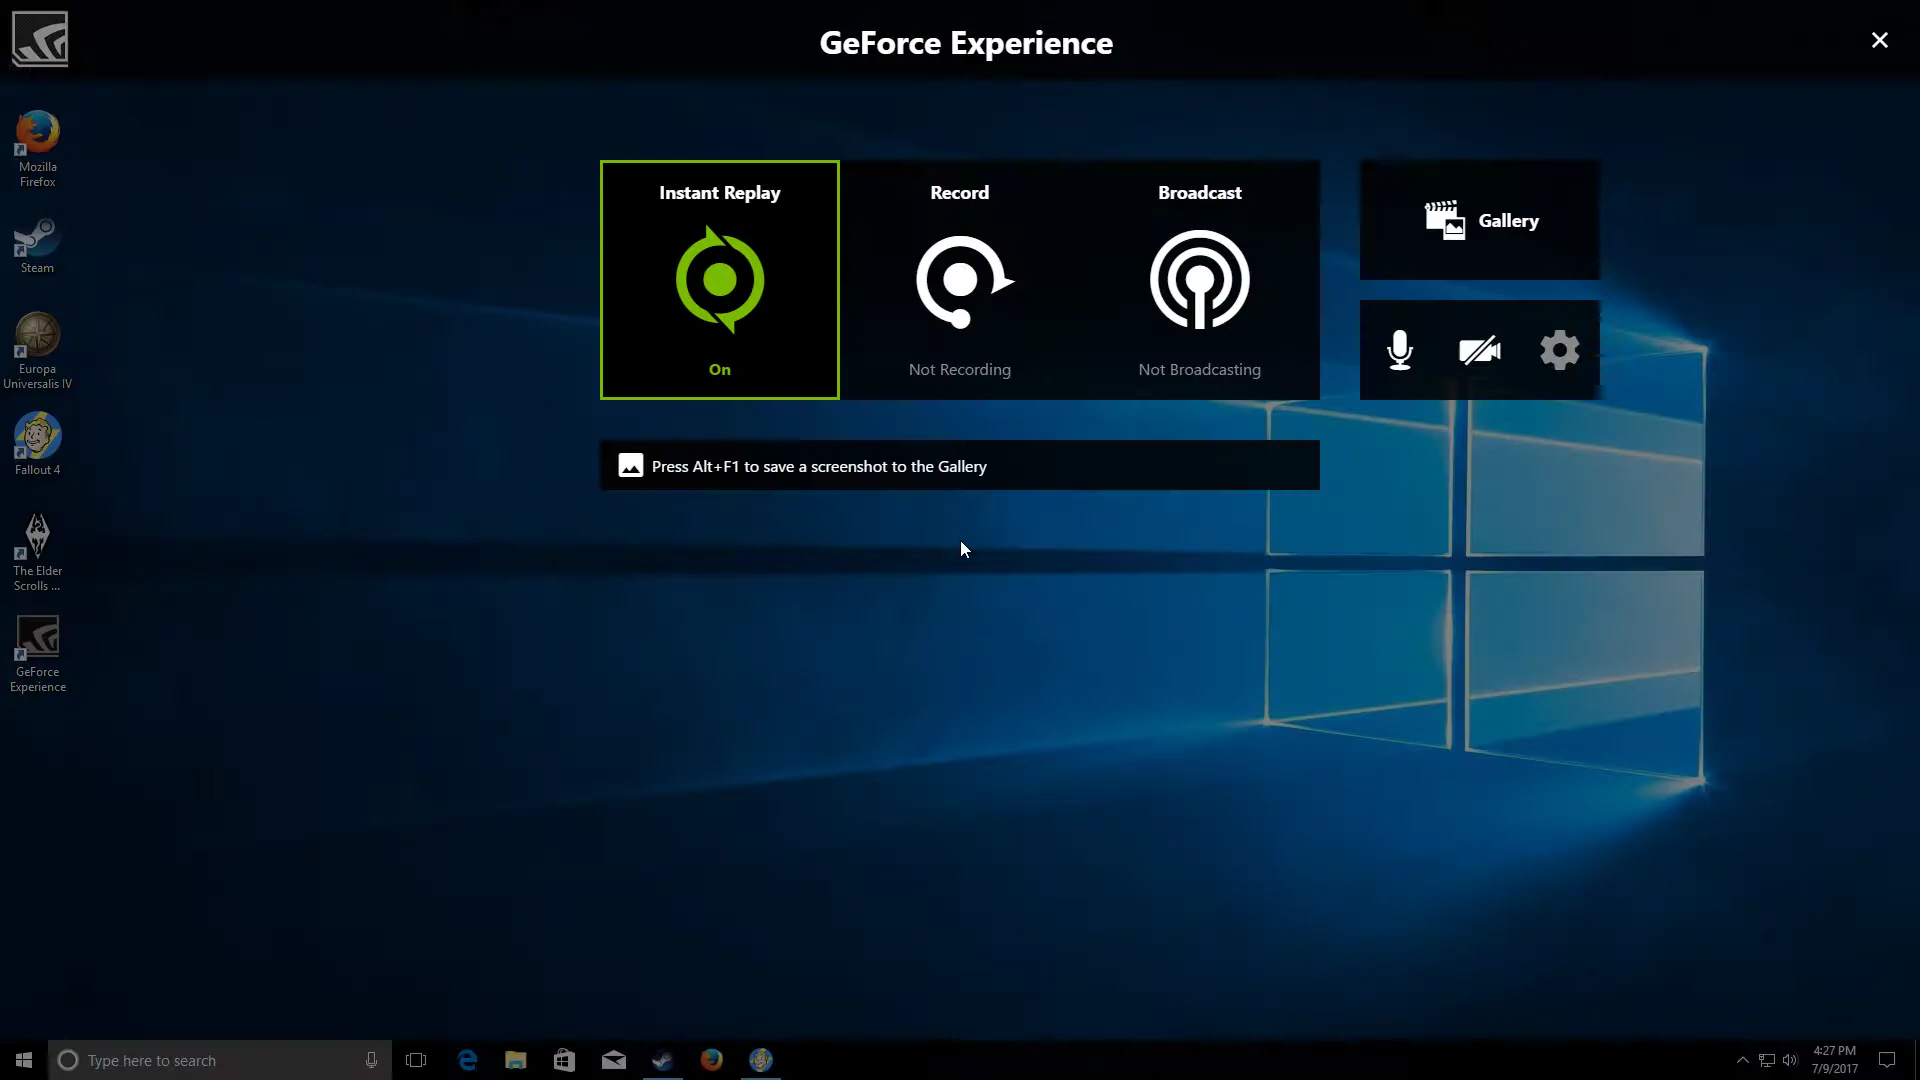 GeForce Experience
Mozilla
Firefox
Steam
Europa
Universalis IV
Fallout 4
The Elder
Scrolls ...
GeForce
Experience
Instant Replay
On
Record
Not Recording
Broadcast
Not Broadcasting
Gallery
Press Alt+F1 to save a screenshot to the Gallery
Type here to search
4:27 PM
7/9/2017